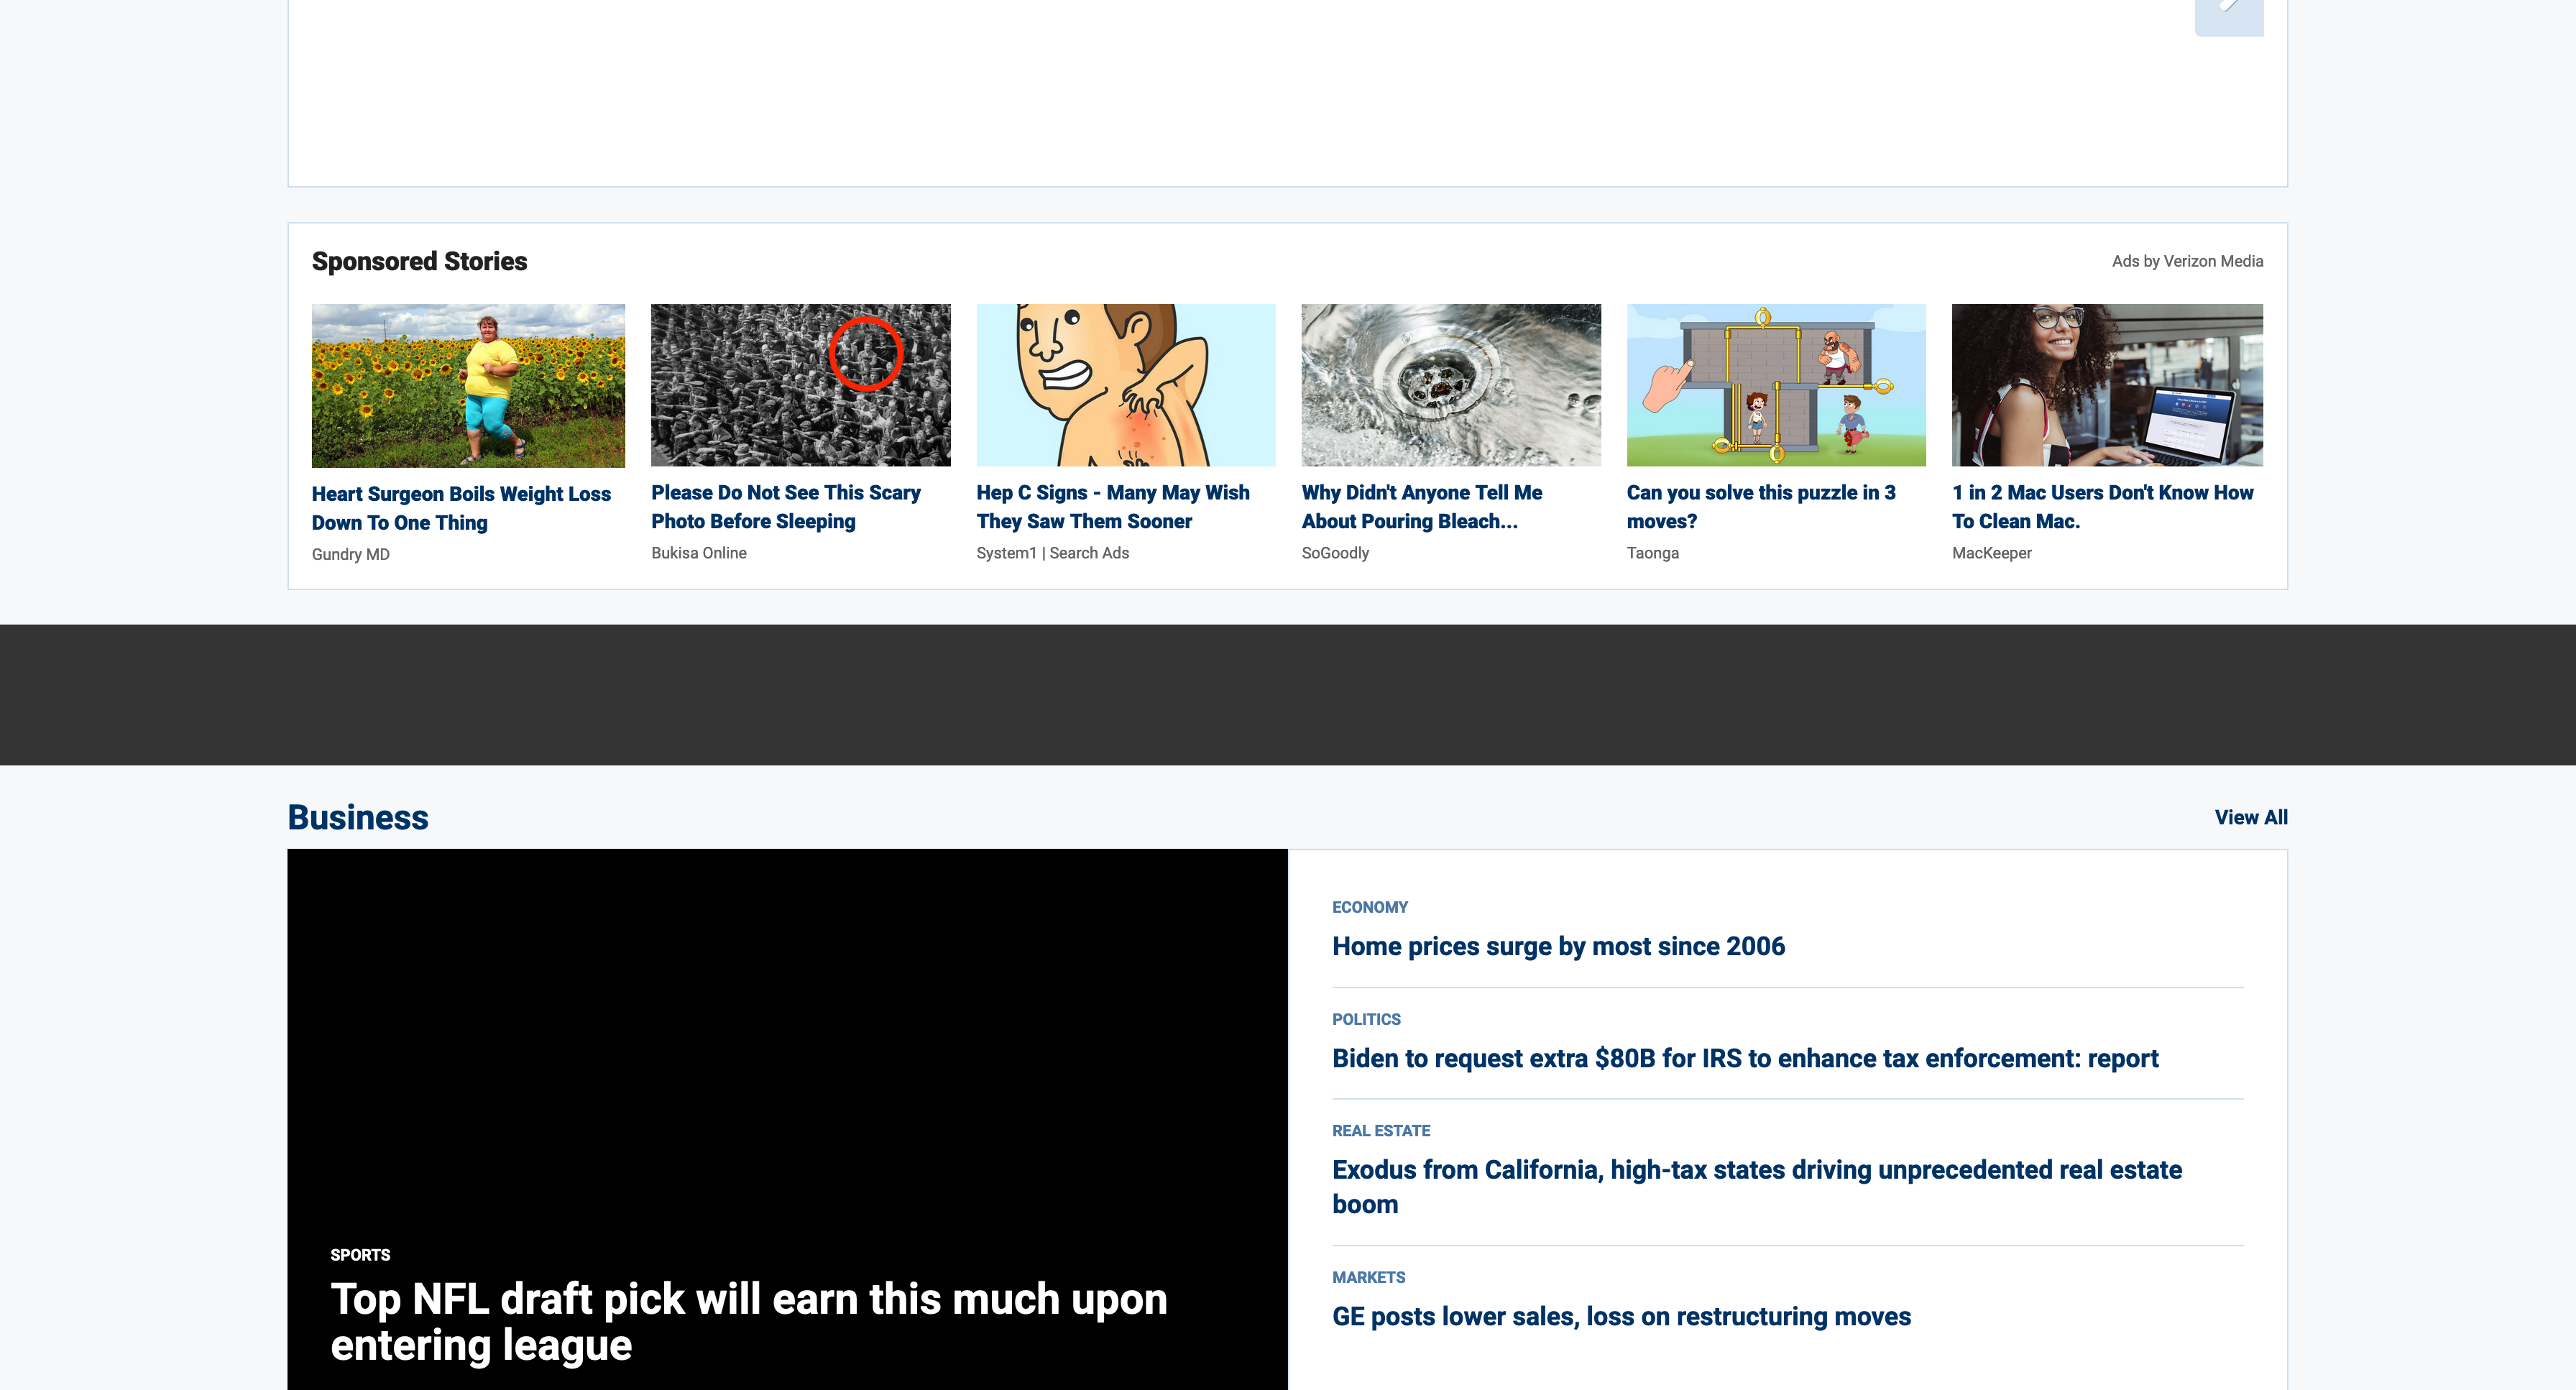 Sponsored Stories
Ads by Verizon Media
Heart Surgeon Boils Weight Loss
Down To One Thing
Gundry MD
Please Do Not See This Scary
Photo Before Sleeping
Bukisa Online
Hep C Signs - Many May Wish
They Saw Them Sooner
System1 | Search Ads
Why Didn't Anyone Tell Me
About Pouring Bleach...
SoGoodly
Can you solve this puzzle in 3
moves?
Taonga
1 in 2 Mac Users Don't Know How
To Clean Mac.
MacKeeper
Business
View All
SPORTS
Top NFL draft pick will earn this much upon
entering league
ECONOMY
Home prices surge by most since 2006
POLITICS
Biden to request extra $80B for IRS to enhance tax enforcement: report
REAL ESTATE
Exodus from California, high-tax states driving unprecedented real estate
boom
MARKETS
GE posts lower sales, loss on restructuring moves